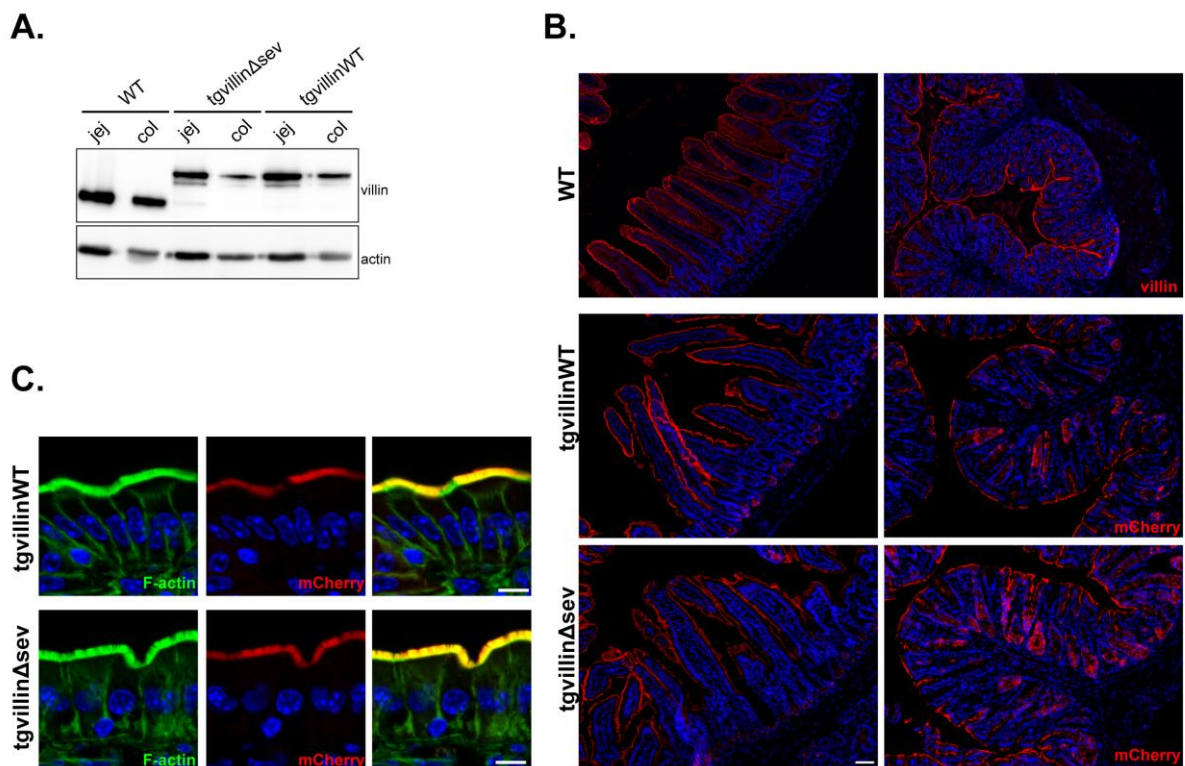 A.
WT
tgvillinΔsev
tgvillinWT
jej
col
jej
col
jej
col
villin
actin
B.
WT
villin
tgvillinWT
mCherry
tgvillinΔsev
mCherry
C.
tgvillinWT
F-actin
mCherry
tgvillinΔsev
F-actin
mCherry